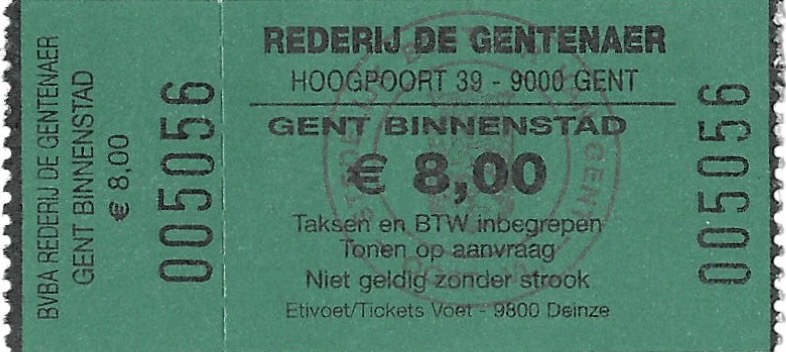 BVBA REDERIJ DE GENTENAER
GENT BINNENSTAD
€ 8,00
005056
REDERIJ DE GENTENAER
HOOGPOORT 39 - 9000 GENT
GENT BINNENSTAD
€ 8,00
Taksen en BTW inbegrepen
Tonen op aanvraag
Niet geldig zonder strook
Etivoet/Tickets Voet - 9800 Deinze
005056